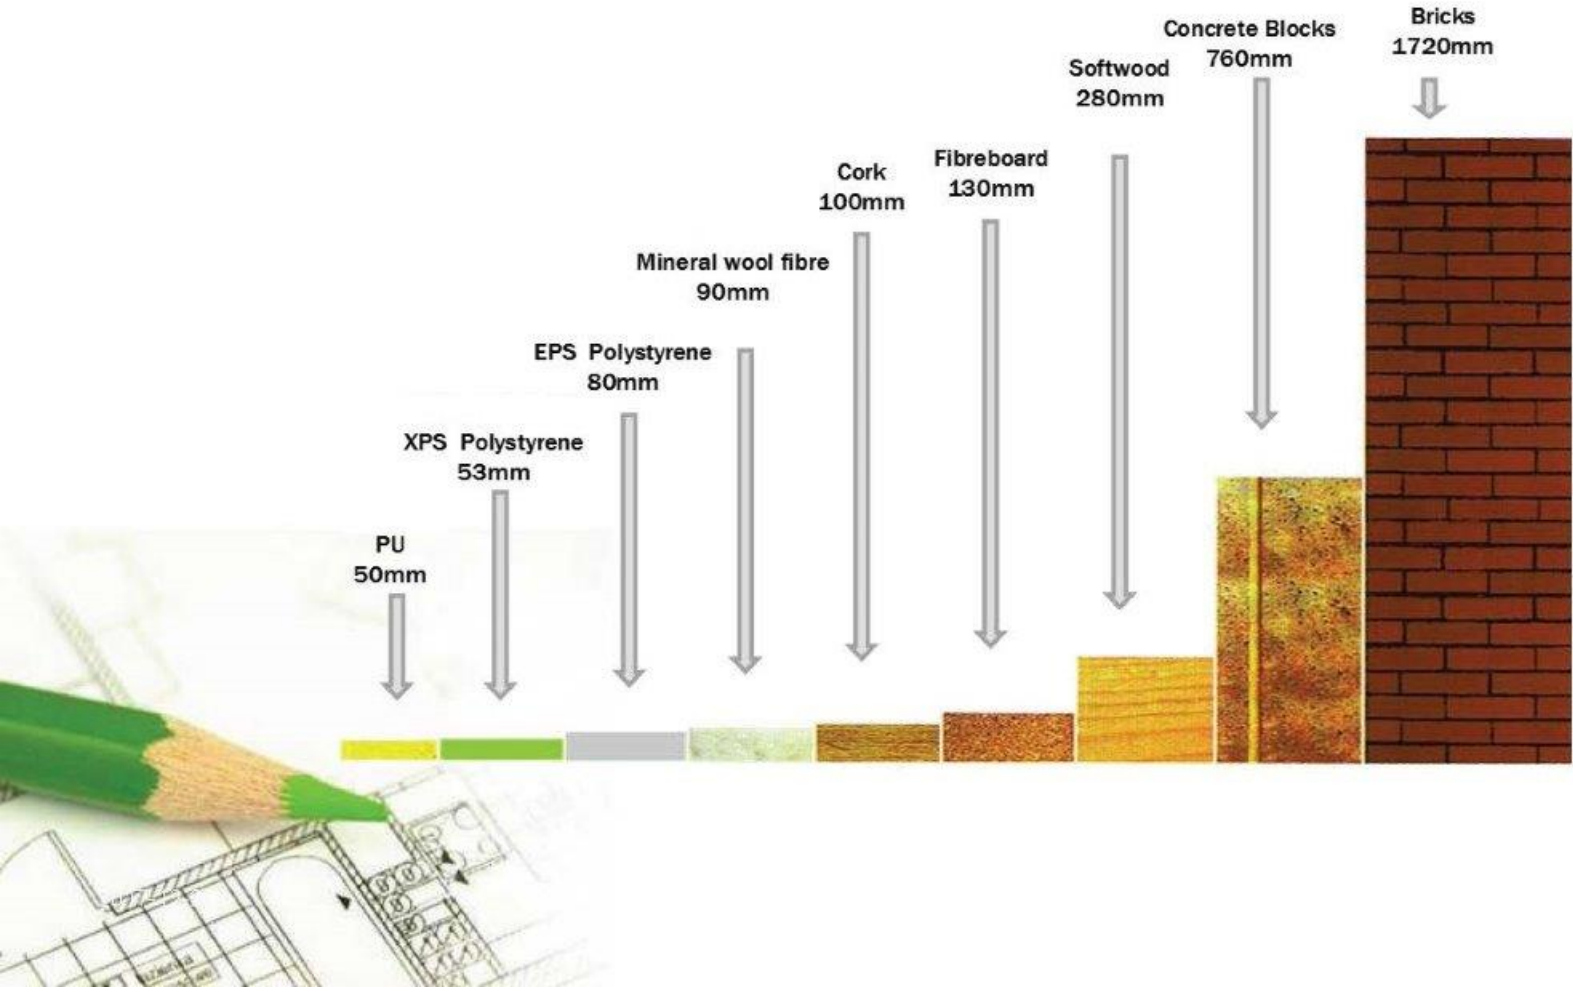 PU
50mm
XPS Polystyrene
53mm
EPS Polystyrene
80mm
Mineral wool fibre
90mm
Cork
100mm
Fibreboard
130mm
Softwood
280mm
Concrete Blocks
760mm
Bricks
1720mm